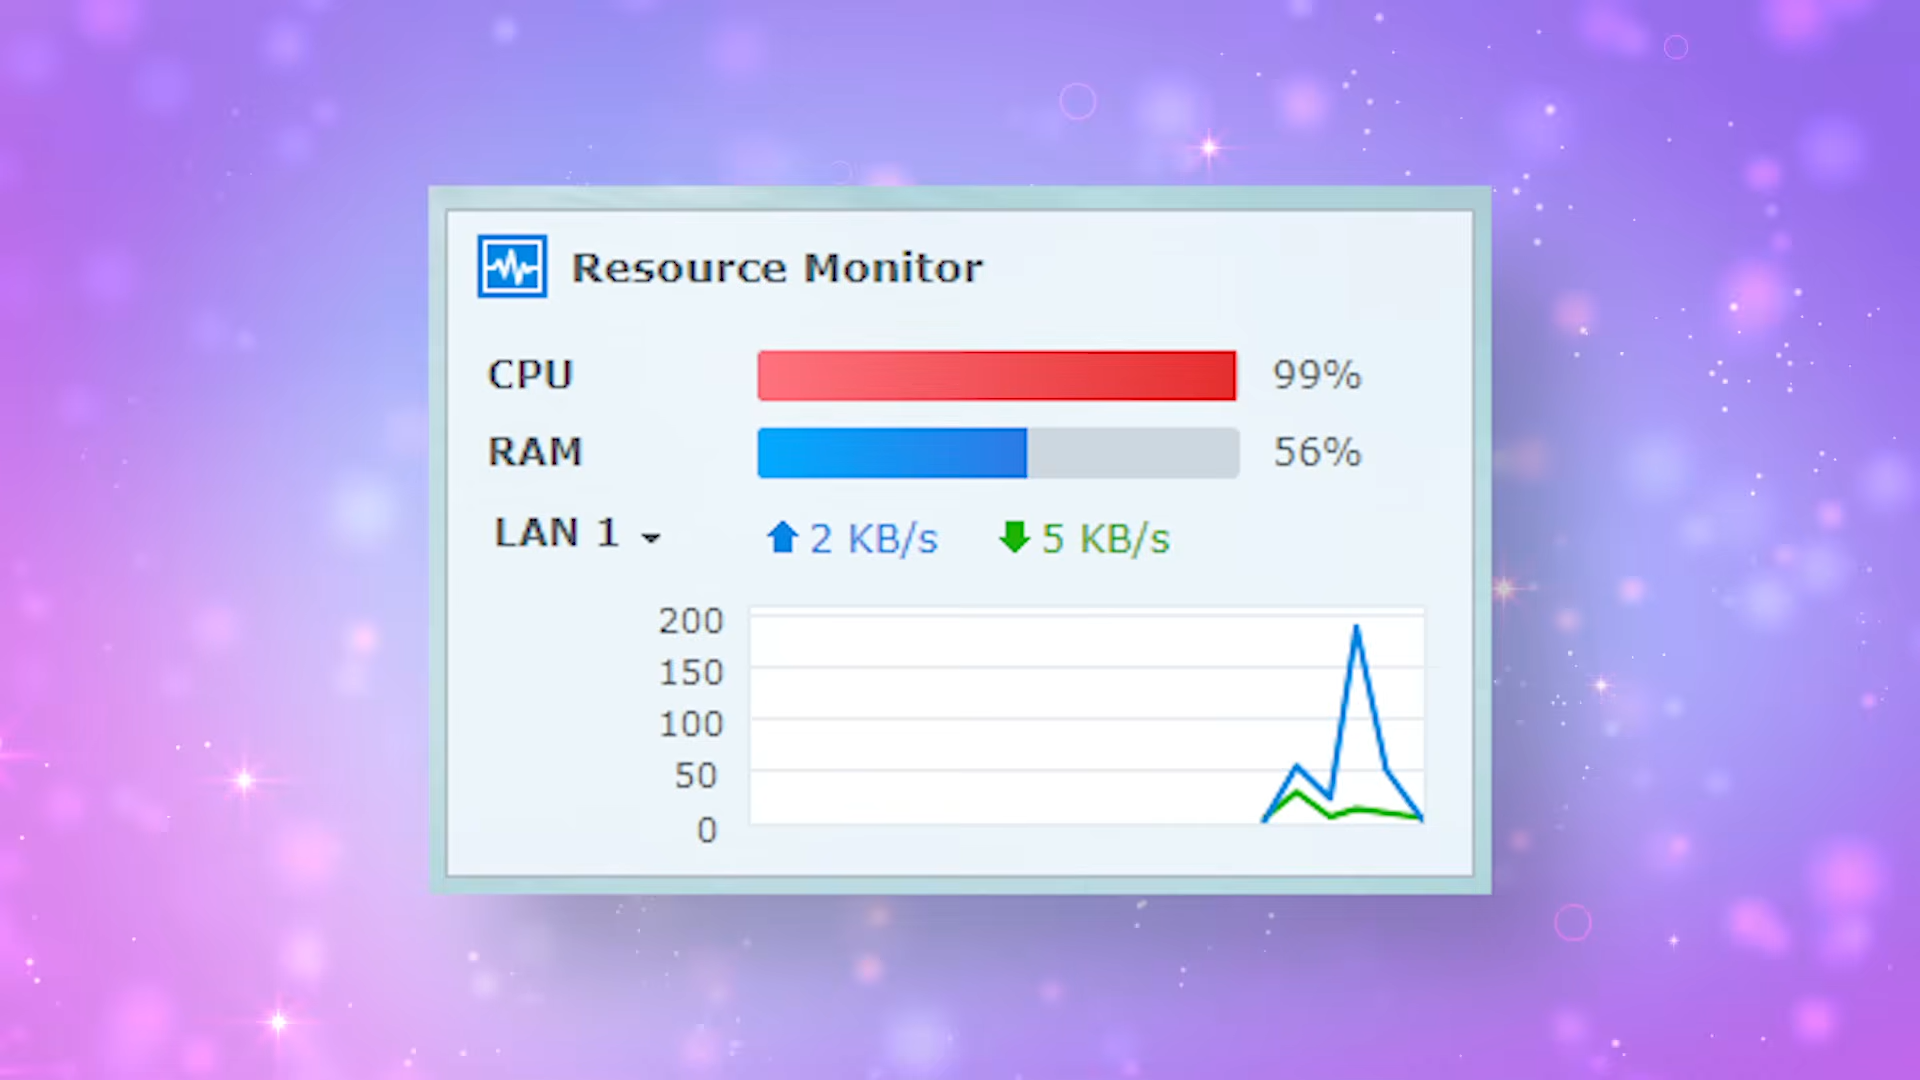 Resource Monitor
CPU 99%
RAM 56%
LAN 1 2 KB/s 5 KB/s
200
150
100
50
0